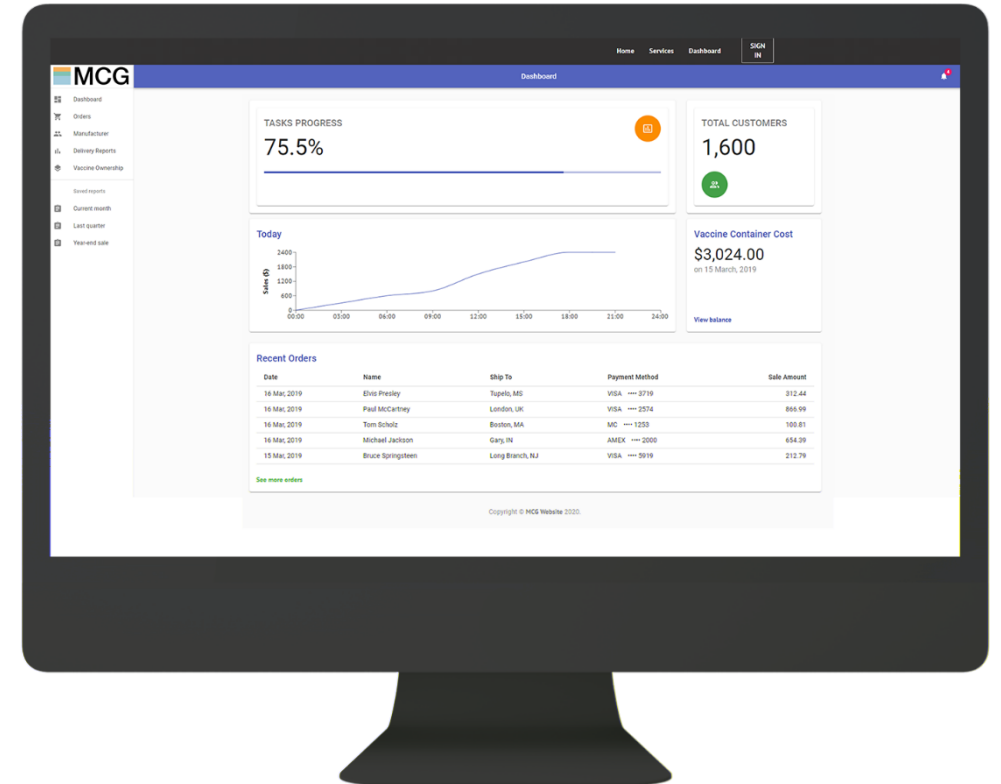 Home Services Dashboard SIGN
IN
MCG
Dashboard
Dashboard
Orders
Manufacturer
Delivery Reports
Vaccine Ownership
Saved reports
Current month
Last quarter
Year-end sale
TASKS PROGRESS
75.5%
TOTAL CUSTOMERS
1,600
Today
Sales ($)
2400
1800
1200
600
0
00:00 03:00 06:00 09:00 12:00 15:00 18:00 21:00 24:00
Vaccine Container Cost
$3,024.00
on 15 March, 2019
View balance
Recent Orders
Date Name Ship To Payment Method Sale Amount
16 Mar, 2019 Elvis Presley Tupelo, MS VISA •••• 3719 312.44
16 Mar, 2019 Paul McCartney London, UK VISA •••• 2574 866.99
16 Mar, 2019 Tom Scholz Boston, MA MC •••• 1253 100.81
16 Mar, 2019 Michael Jackson Gary, IN AMEX •••• 2000 654.39
15 Mar, 2019 Bruce Springsteen Long Branch, NJ VISA •••• 5919 212.79
See more orders
Copyright © MCG Website 2020.